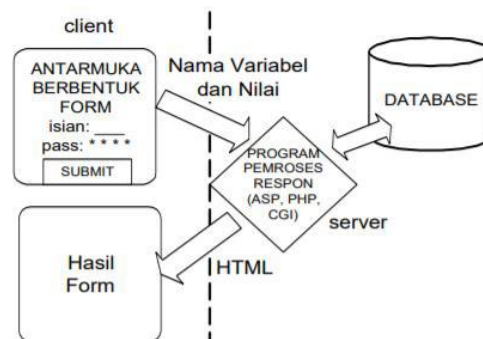 client
ANTARMUKA
BERBENTUK
FORM
isian: ___
pass: * * * *
SUBMIT
Nama Variabel
dan Nilai
DATABASE
PROGRAM
PEMROSES
RESPON
(ASP, PHP,
CGI)
server
Hasil
Form
HTML